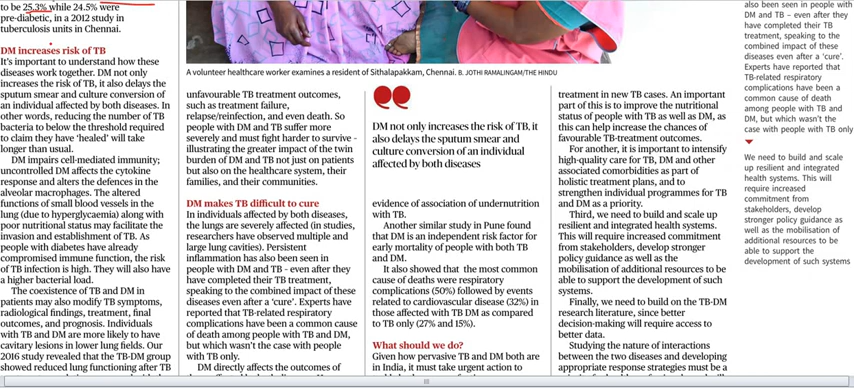 to be 25.3% while 24.5% were
pre-diabetic, in a 2012 study in
tuberculosis units in Chennai.
DM increases risk of TB
It's important to understand how these
diseases work together. DM not only
increases the risk of TB, it also delays the
sputum smear and culture conversion of
an individual affected by both diseases. In
other words, reducing the number of TB
bacteria to below the threshold required
to claim they have 'healed' will take
longer than usual.
DM impairs cell-mediated immunity;
uncontrolled DM affects the cytokine
response and alters the defences in the
alveolar macrophages. The altered
functions of small blood vessels in the
lung (due to hyperglycaemia) along with
poor nutritional status may facilitate the
invasion and establishment of TB. As
people with diabetes have already
compromised immune function, the risk
of TB infection is high. They will also have
a higher bacterial load.
The coexistence of TB and DM in
patients may also modify TB symptoms,
radiological findings, treatment, final
outcomes, and prognosis. Individuals
with TB and DM are more likely to have
cavitary lesions in lower lung fields. Our
2016 study revealed that the TB-DM group
showed reduced lung functioning after TB
A volunteer healthcare worker examines a resident of Sithalapakkam, Chennai. B. JOTHI RAMALINGAM/THE HINDU
unfavourable TB treatment outcomes,
such as treatment failure,
relapse/reinfection, and even death. So
people with DM and TB suffer more
severely and must fight harder to survive –
illustrating the greater impact of the twin
burden of DM and TB not just on patients
but also on the healthcare system, their
families, and their communities.
DM makes TB difficult to cure
In individuals affected by both diseases,
the lungs are severely affected (in studies,
researchers have observed multiple and
large lung cavities). Persistent
inflammation has also been seen in
people with DM and TB – even after they
have completed their TB treatment,
speaking to the combined impact of these
diseases even after a 'cure'. Experts have
reported that TB-related respiratory
complications have been a common cause
of death among people with TB and DM,
but which wasn't the case with people
with TB only.
DM directly affects the outcomes of
DM not only increases the risk of TB, it
also delays the sputum smear and
culture conversion of an individual
affected by both diseases
evidence of association of undernutrition
with TB.
Another similar study in Pune found
that DM is an independent risk factor for
early mortality of people with both TB
and DM.
It also showed that the most common
cause of deaths were respiratory
complications (50%) followed by events
related to cardiovascular disease (32%) in
those affected with TB DM as compared
to TB only (27% and 15%).
What should we do?
Given how pervasive TB and DM both are
in India, it must take urgent action to
treatment in new TB cases. An important
part of this is to improve the nutritional
status of people with TB as well as DM, as
this can help increase the chances of
favourable TB-treatment outcomes.
For another, it is important to intensify
high-quality care for TB, DM and other
associated comorbidities as part of
holistic treatment plans, and to
strengthen individual programmes for TB
and DM as a priority.
Third, we need to build and scale up
resilient and integrated health systems.
This will require increased commitment
from stakeholders, develop stronger
policy guidance as well as the
mobilisation of additional resources to be
able to support the development of such
systems.
Finally, we need to build on the TB-DM
research literature, since better
decision-making will require access to
better data.
Studying the nature of interactions
between the two diseases and developing
appropriate response strategies must be a
also been seen in people with
DM and TB – even after they
have completed their TB
treatment, speaking to the
combined impact of these
diseases even after a 'cure'.
Experts have reported that
TB-related respiratory
complications have been a
common cause of death
among people with TB and
DM, but which wasn't the
case with people with TB only
We need to build and scale
up resilient and integrated
health systems. This will
require increased
commitment from
stakeholders, develop
stronger policy guidance as
well as the mobilisation of
additional resources to be
able to support the
development of such systems